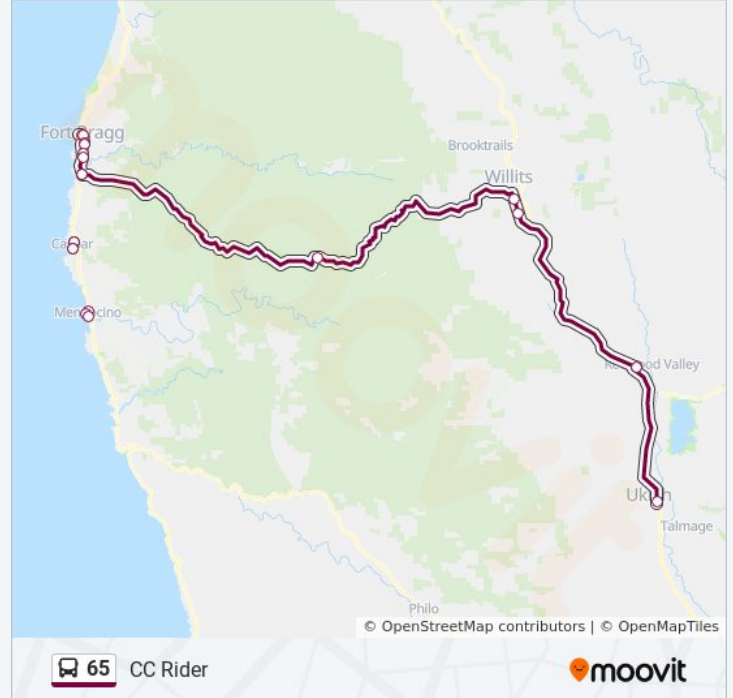 Fort Bragg
Brooktrails
Willits
Caspar
Mendocino
Redwood Valley
Ukiah
Talmage
Philo
© OpenStreetMap contributors | © OpenMapTiles
65 CC Rider
moovit